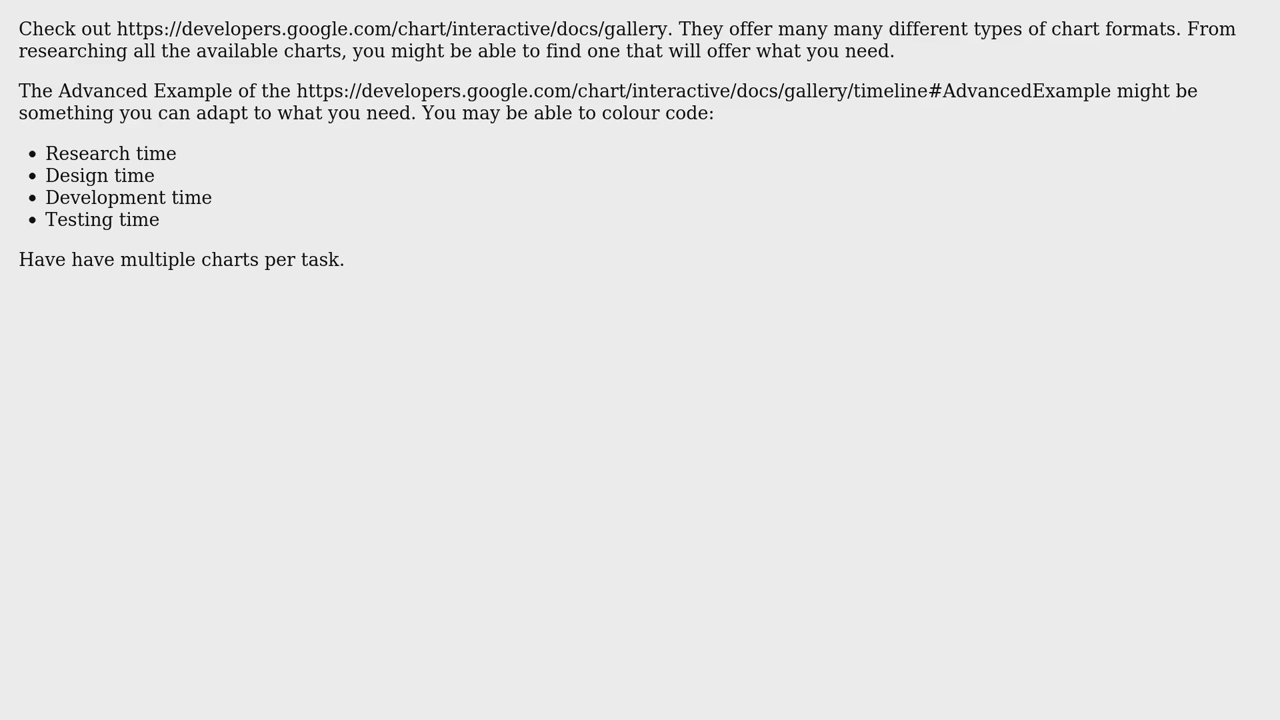 Check out https://developers.google.com/chart/interactive/docs/gallery. They offer many many different types of chart formats. From
researching all the available charts, you might be able to find one that will offer what you need.
The Advanced Example of the https://developers.google.com/chart/interactive/docs/gallery/timeline#AdvancedExample might be
something you can adapt to what you need. You may be able to colour code:
• Research time
• Design time
• Development time
• Testing time
Have have multiple charts per task.